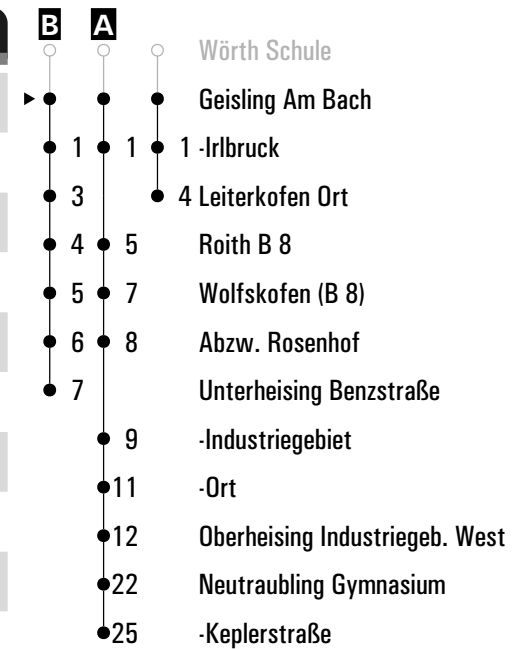 B A
Wörth Schule
Geisling Am Bach
1 1 1 -Irlbruck
3 4 Leiterkofen Ort
4 5 Roith B 8
5 7 Wolfskofen (B 8)
6 8 Abzw. Rosenhof
7 Unterheising Benzstraße
9 -Industriegebiet
11 -Ort
12 Oberheising Industriegeb. West
22 Neutraubling Gymnasium
25 -Keplerstraße